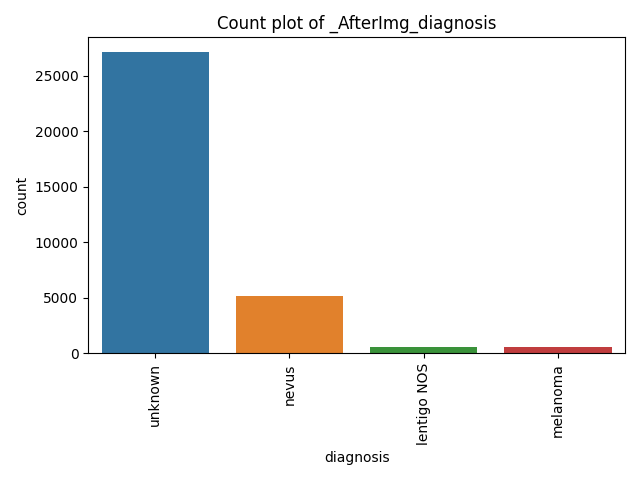 Count plot of _AfterImg_diagnosis
count
25000
20000
15000
10000
5000
0
unknown
nevus
lentigo NOS
melanoma
diagnosis